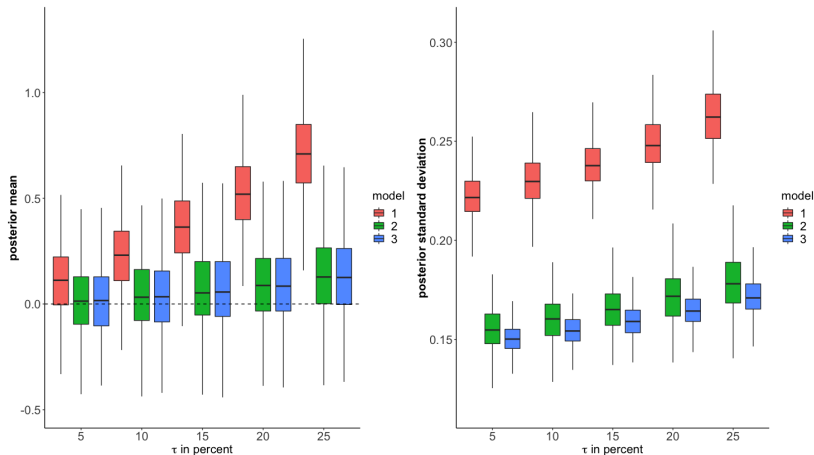 posterior mean
1.0
0.5
0.0
-0.5
5 10 15 20 25
τ in percent
model
1
2
3
posterior standard deviation
0.30
0.25
0.20
0.15
5 10 15 20 25
τ in percent
model
1
2
3